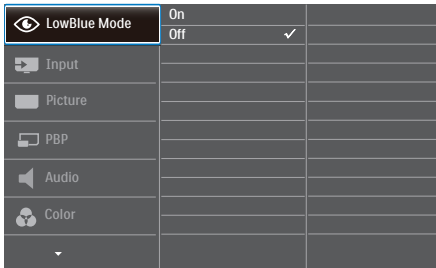 LowBlue Mode
On
Off
Input
Picture
PBP
Audio
Color